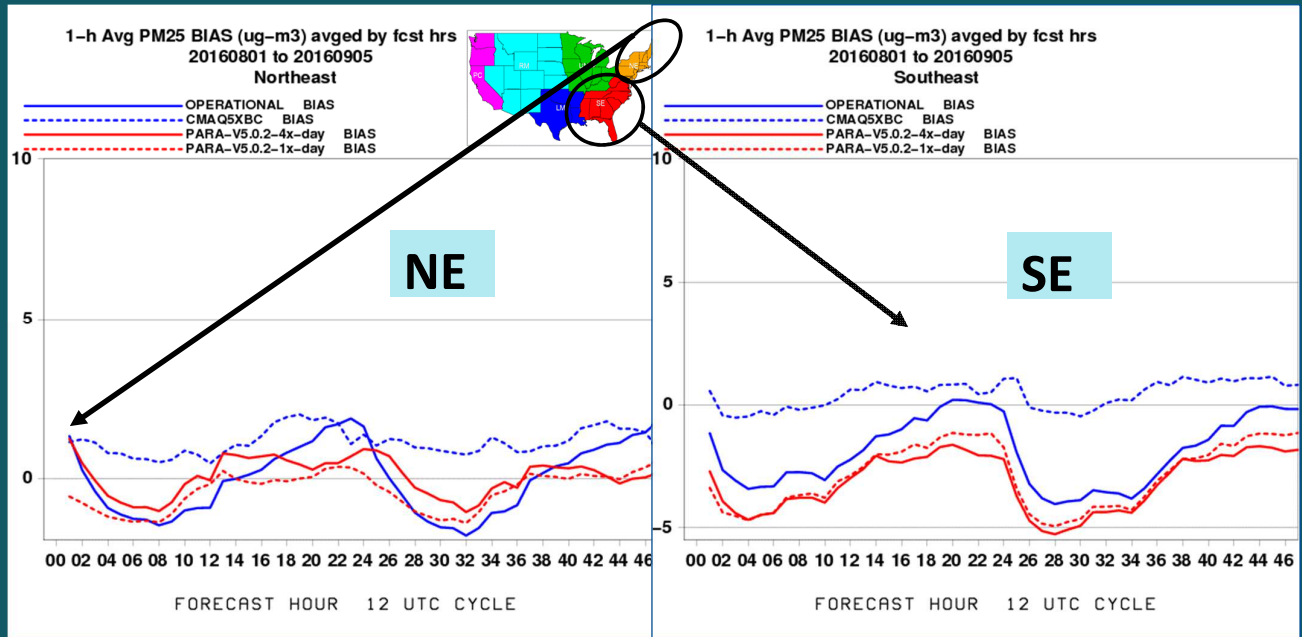 1-h Avg PM25 BIAS (ug-m3) avged by fcst hrs
20160801 to 20160905
Northeast
OPERATIONAL BIAS
CMAQ5XBC BIAS
PARA-V5.0.2-4x-day BIAS
PARA-V5.0.2-1x-day BIAS
PC
RM
LM
SE
10
5
0
NE
00 02 04 06 08 10 12 14 16 18 20 22 24 26 28 30 32 34 36 38 40 42 44 46
FORECAST HOUR 12 UTC CYCLE
1-h Avg PM25 BIAS (ug-m3) avged by fcst hrs
20160801 to 20160905
Southeast
OPERATIONAL BIAS
CMAQ5XBC BIAS
PARA-V5.0.2-4x-day BIAS
PARA-V5.0.2-1x-day BIAS
10
5
0
-5
SE
00 02 04 06 08 10 12 14 16 18 20 22 24 26 28 30 32 34 36 38 40 42 44 46
FORECAST HOUR 12 UTC CYCLE